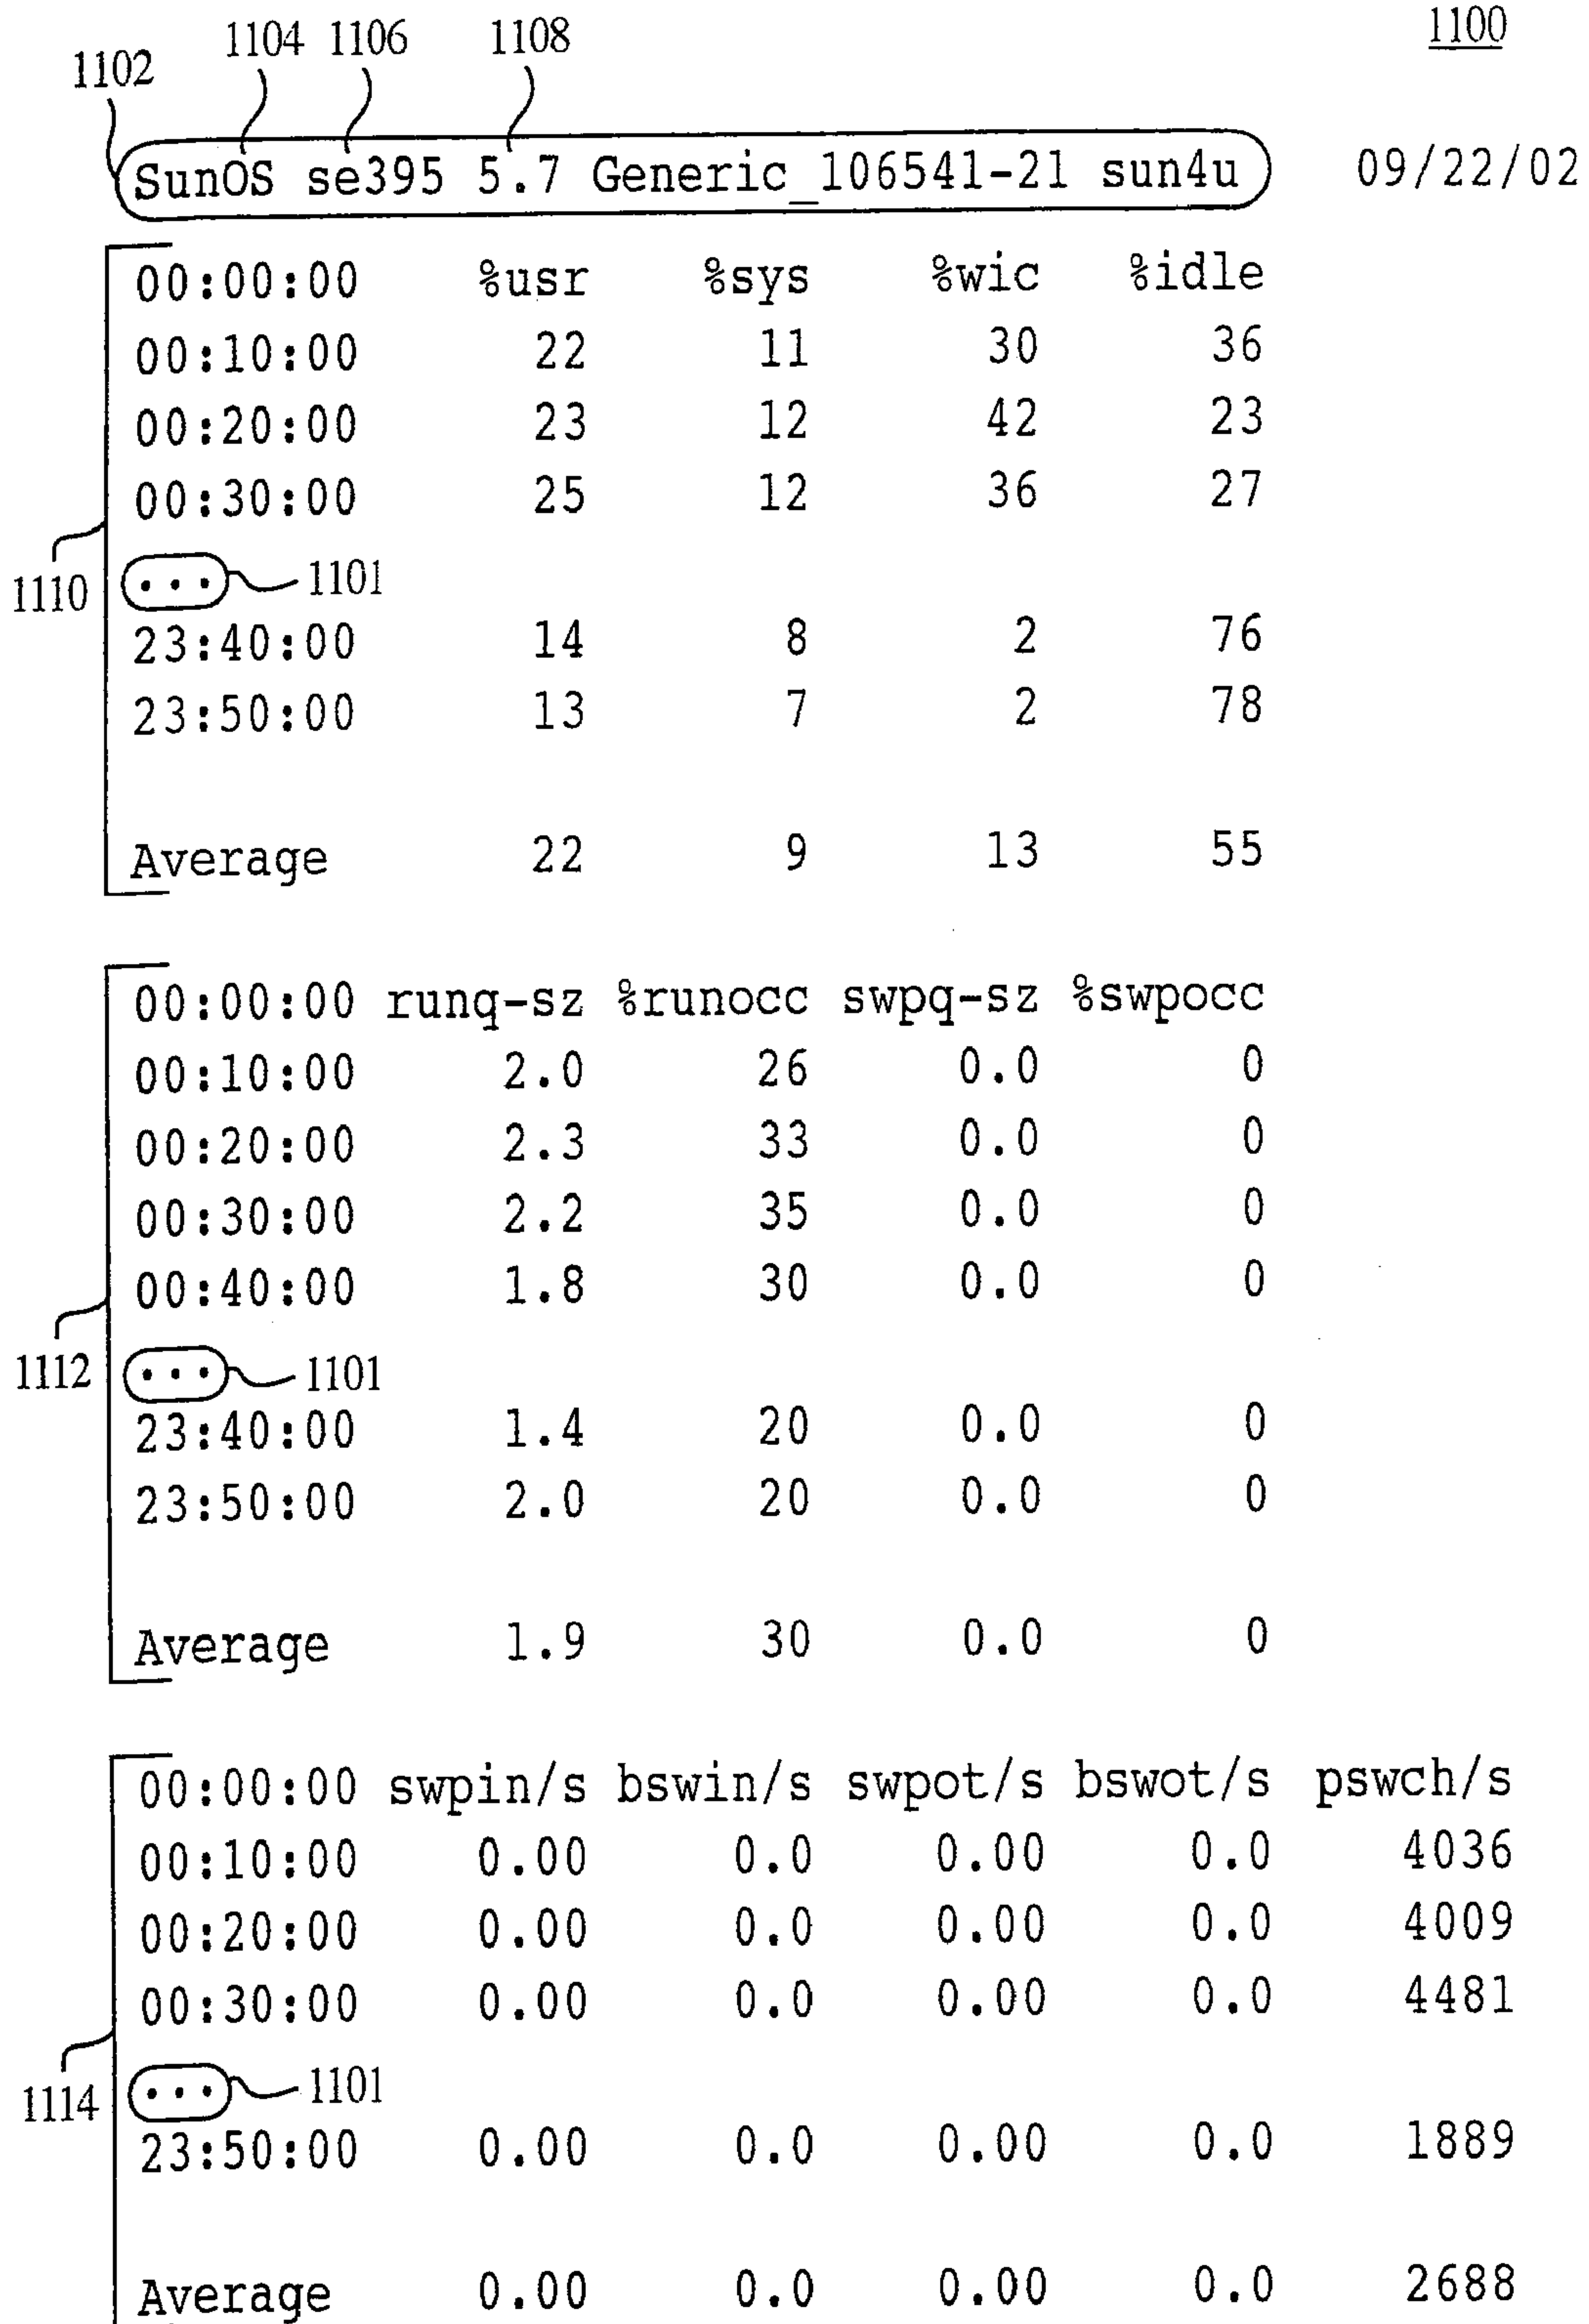 1100
1104 1106 1108
1102
SunOS se395 5.7 Generic_106541-21 sun4u 09/22/02
00:00:00 %usr %sys %wic %idle
00:10:00 22 11 30 36
00:20:00 23 12 42 23
00:30:00 25 12 36 27
1110 ... 1101
23:40:00 14 8 2 76
23:50:00 13 7 2 78
Average 22 9 13 55
00:00:00 runq-sz %runocc swpq-sz %swpocc
00:10:00 2.0 26 0.0 0
00:20:00 2.3 33 0.0 0
00:30:00 2.2 35 0.0 0
00:40:00 1.8 30 0.0 0
1112 ... 1101
23:40:00 1.4 20 0.0 0
23:50:00 2.0 20 0.0 0
Average 1.9 30 0.0 0
00:00:00 swpin/s bswin/s swpot/s bswot/s pswch/s
00:10:00 0.00 0.0 0.00 0.0 4036
00:20:00 0.00 0.0 0.00 0.0 4009
00:30:00 0.00 0.0 0.00 0.0 4481
1114 ... 1101
23:50:00 0.00 0.0 0.00 0.0 1889
Average 0.00 0.0 0.00 0.0 2688